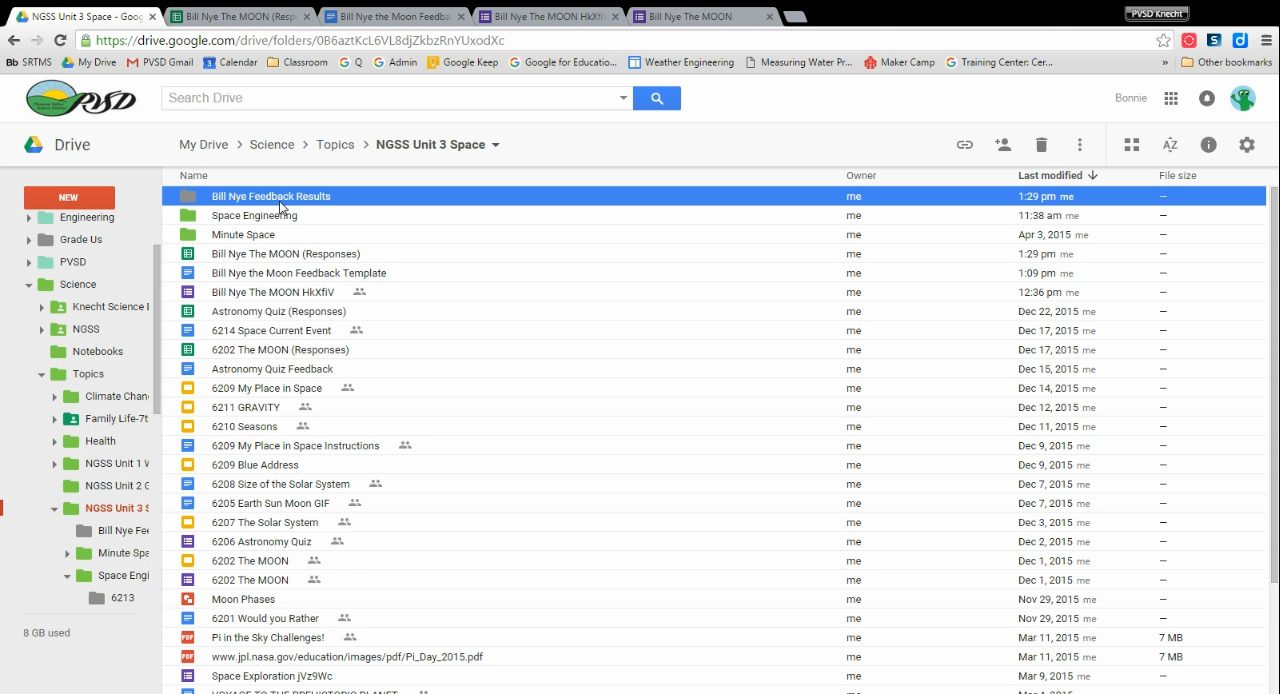 NGSS Unit 3 Space - Goog
Bill Nye The MOON (Resp
Bill Nye the Moon Feedba
Bill Nye The MOON HkXfi
Bill Nye The MOON
PVSD Knecht
https://drive.google.com/drive/folders/0B6aztKcL6VL8djZkbzRnYUxodXc
Bb SRTMS
My Drive
PVSD Gmail
Calendar
Classroom
G Q
Admin
Google Keep
Google for Educatio...
Weather Engineering
Measuring Water Pr...
Maker Camp
Training Center: Cer...
»
Other bookmarks
PVSD
Search Drive
Bonnie
Drive
My Drive > Science > Topics > NGSS Unit 3 Space
NEW
Engineering
Grade Us
PVSD
Science
Knecht Science E
NGSS
Notebooks
Topics
Climate Chan
Family Life-7t
Health
NGSS Unit 1 W
NGSS Unit 2 G
NGSS Unit 3 S
Bill Nye Fee
Minute Spa
Space Engi
6213
8 GB used
Name Owner Last modified File size
Bill Nye Feedback Results me 1:29 pm me –
Space Engineering me 11:38 am me –
Minute Space me Apr 3, 2015 me –
Bill Nye The MOON (Responses) me 1:29 pm me –
Bill Nye the Moon Feedback Template me 1:09 pm me –
Bill Nye The MOON HkXfiV me 12:36 pm me –
Astronomy Quiz (Responses) me Dec 22, 2015 me –
6214 Space Current Event me Dec 17, 2015 me –
6202 The MOON (Responses) me Dec 17, 2015 me –
Astronomy Quiz Feedback me Dec 15, 2015 me –
6209 My Place in Space me Dec 14, 2015 me –
6211 GRAVITY me Dec 12, 2015 me –
6210 Seasons me Dec 11, 2015 me –
6209 My Place in Space Instructions me Dec 9, 2015 me –
6209 Blue Address me Dec 9, 2015 me –
6208 Size of the Solar System me Dec 7, 2015 me –
6205 Earth Sun Moon GIF me Dec 7, 2015 me –
6207 The Solar System me Dec 3, 2015 me –
6206 Astronomy Quiz me Dec 2, 2015 me –
6202 The MOON me Dec 1, 2015 me –
6202 The MOON me Dec 1, 2015 me –
Moon Phases me Nov 29, 2015 me –
6201 Would you Rather me Nov 29, 2015 me –
PDF Pi in the Sky Challenges! me Mar 11, 2015 me 7 MB
PDF www.jpl.nasa.gov/education/images/pdf/Pi_Day_2015.pdf me Mar 11, 2015 me 7 MB
Space Exploration jVz9Wc me Mar 9, 2015 me –
VOYAGE TO THE PREHISTORIC PLANET me Mar 4, 2015 me